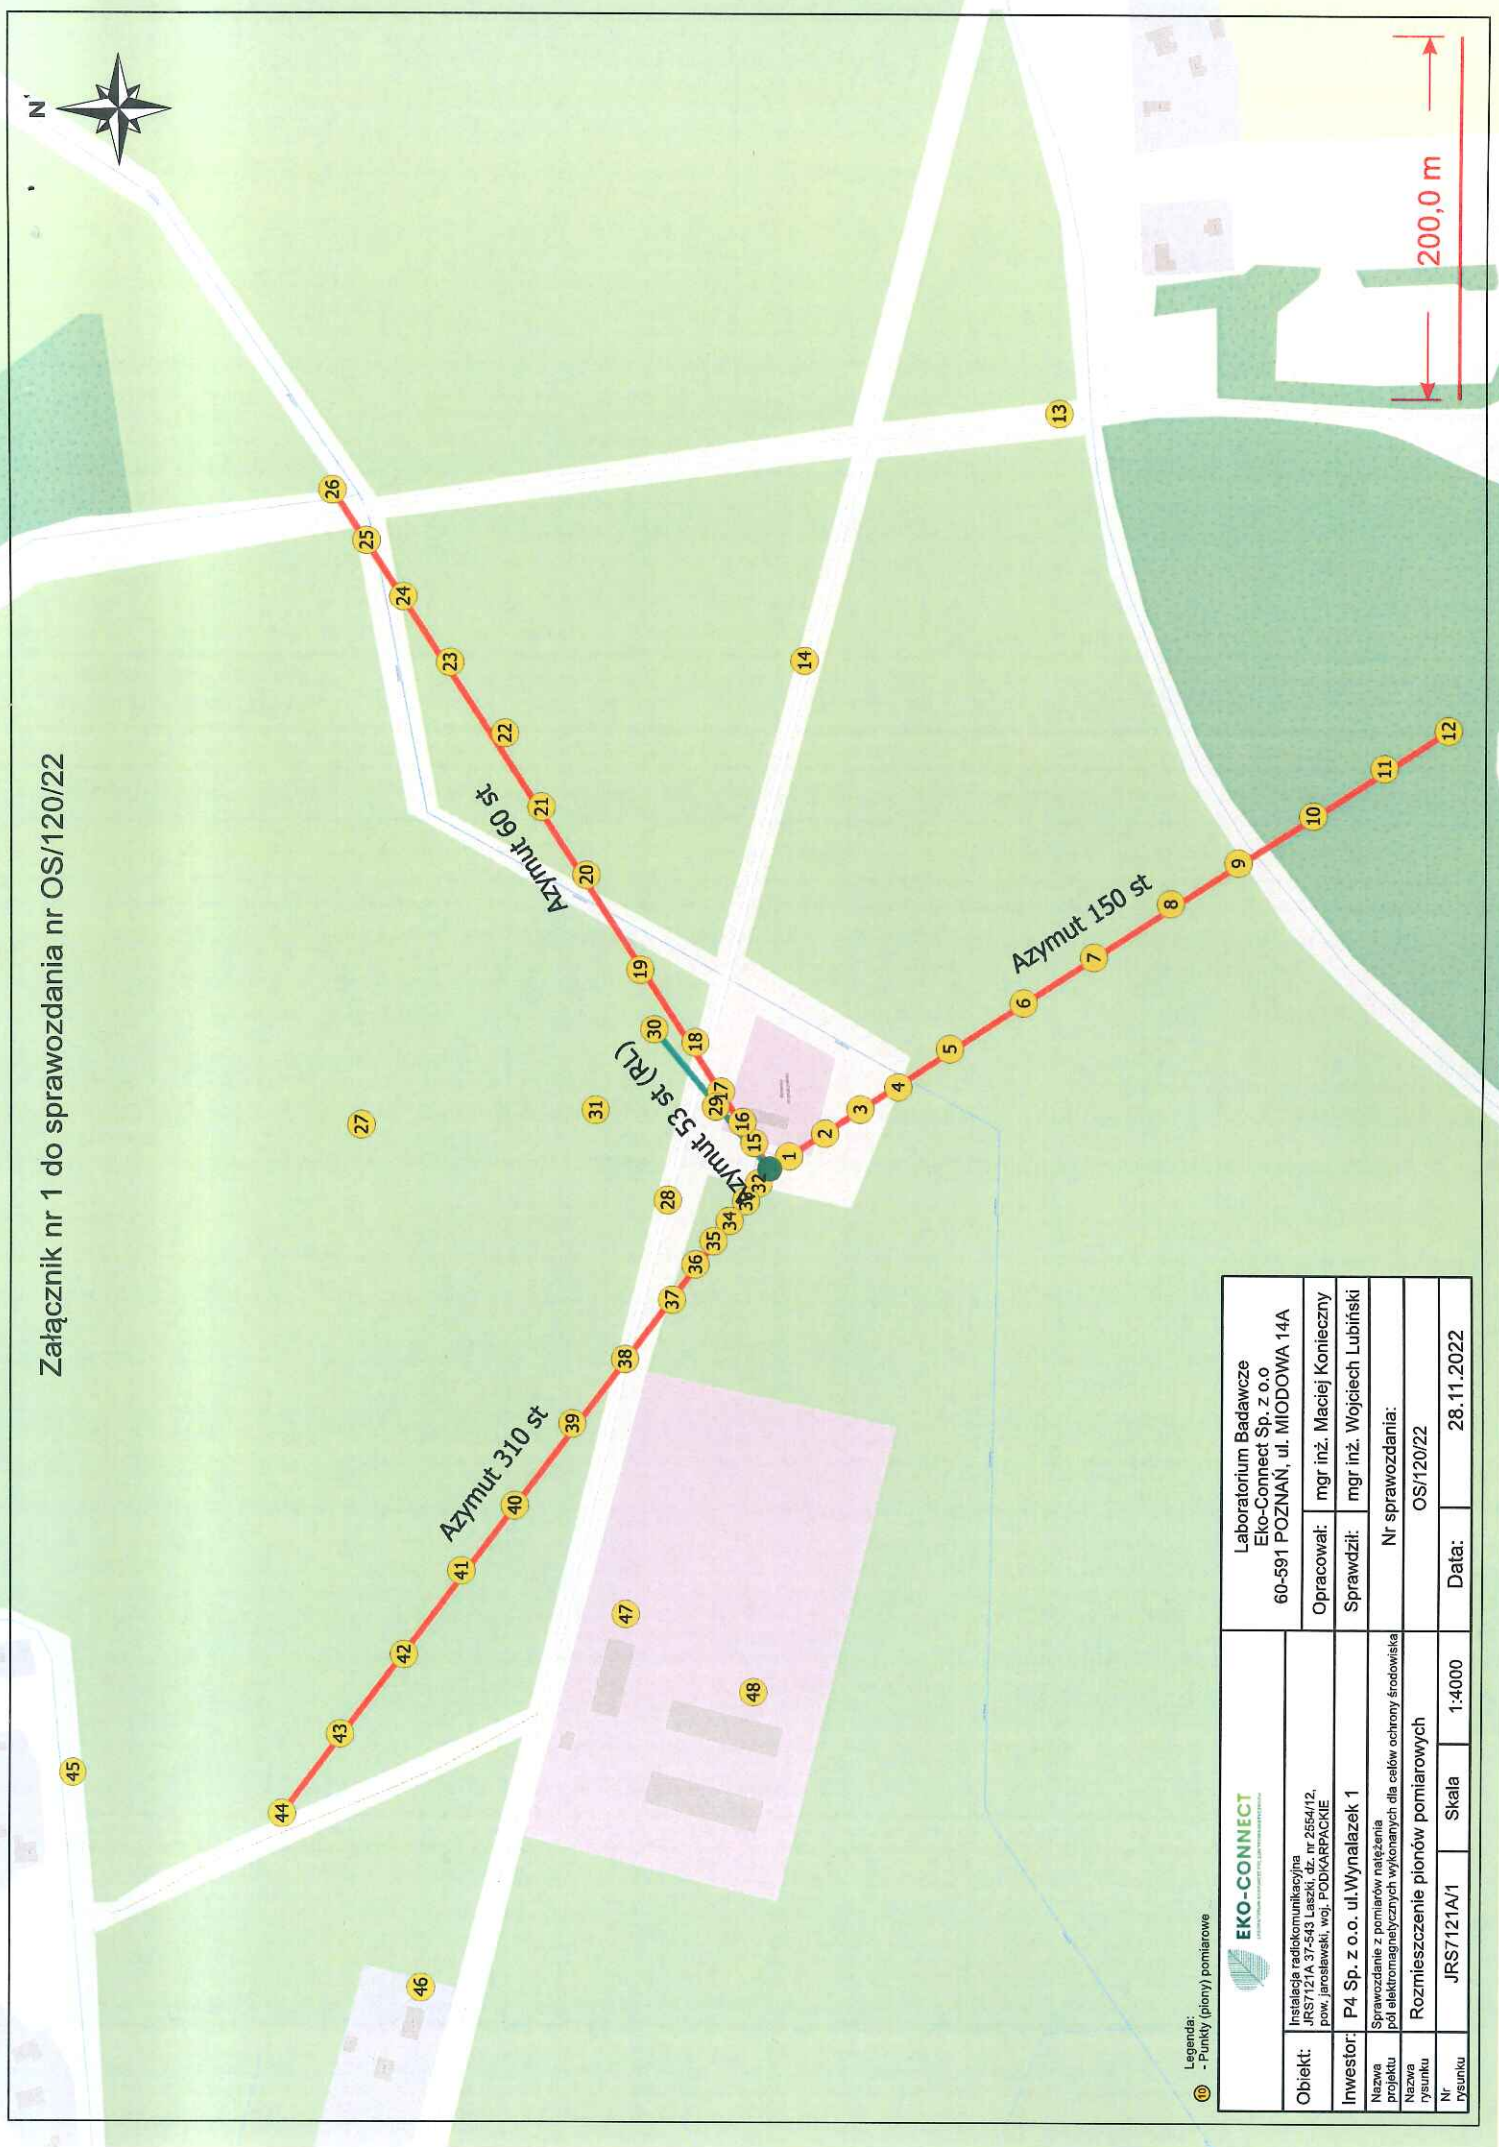 Załącznik nr 1 do sprawozdania nr OS/120/22
N
45
44
43
42
41
40
39
38
37
36
35
34
32
Azymut 310 st
46
47
48
27
31
28
30
29
Azymut 53 st (RL)
15
16
17
18
19
20
21
22
23
24
25
26
Azymut 60 st
14
13
1
2
3
4
5
6
7
8
9
10
11
12
Azymut 150 st
200,0 m
Legenda:
10 - Punkty (piony) pomiarowe
EKO-CONNECT
Laboratorium Badawcze
Eko-Connect Sp. z o.o
60-591 POZNAŃ, ul. MIODOWA 14A
Obiekt:
Instalacja radiokomunikacyjna
JRS7121A 37-543 Laszki, dz. nr 2554/12,
pow. jarosławski, woj. PODKARPACKIE
Opracował: mgr inż. Maciej Konieczny
Inwestor: P4 Sp. z o.o. ul.Wynalazek 1
Sprawdził: mgr inż. Wojciech Lubiński
Nazwa projektu
Sprawozdanie z pomiarów natężenia
pól elektromagnetycznych wykonanych dla celów ochrony środowiska
Nr sprawozdania:
Nazwa rysunku
Rozmieszczenie pionów pomiarowych
OS/120/22
Nr rysunku
JRS7121A/1
Skala
1:4000
Data:
28.11.2022